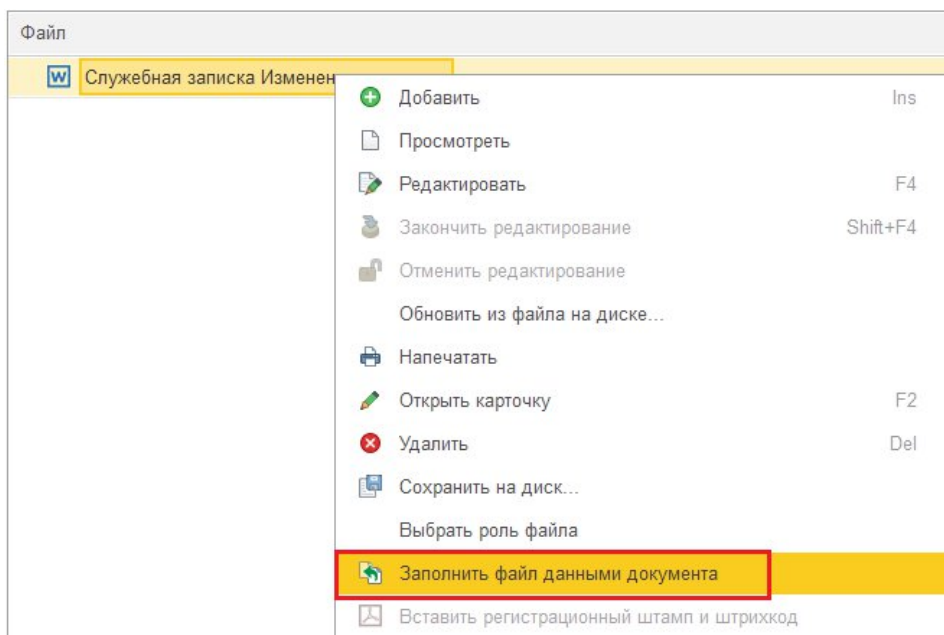 Файл
Служебная записка Изменен
Добавить Ins
Просмотреть
Редактировать F4
Закончить редактирование Shift+F4
Отменить редактирование
Обновить из файла на диске...
Напечатать
Открыть карточку F2
Удалить Del
Сохранить на диск...
Выбрать роль файла
Заполнить файл данными документа
Вставить регистрационный штамп и штрихкод